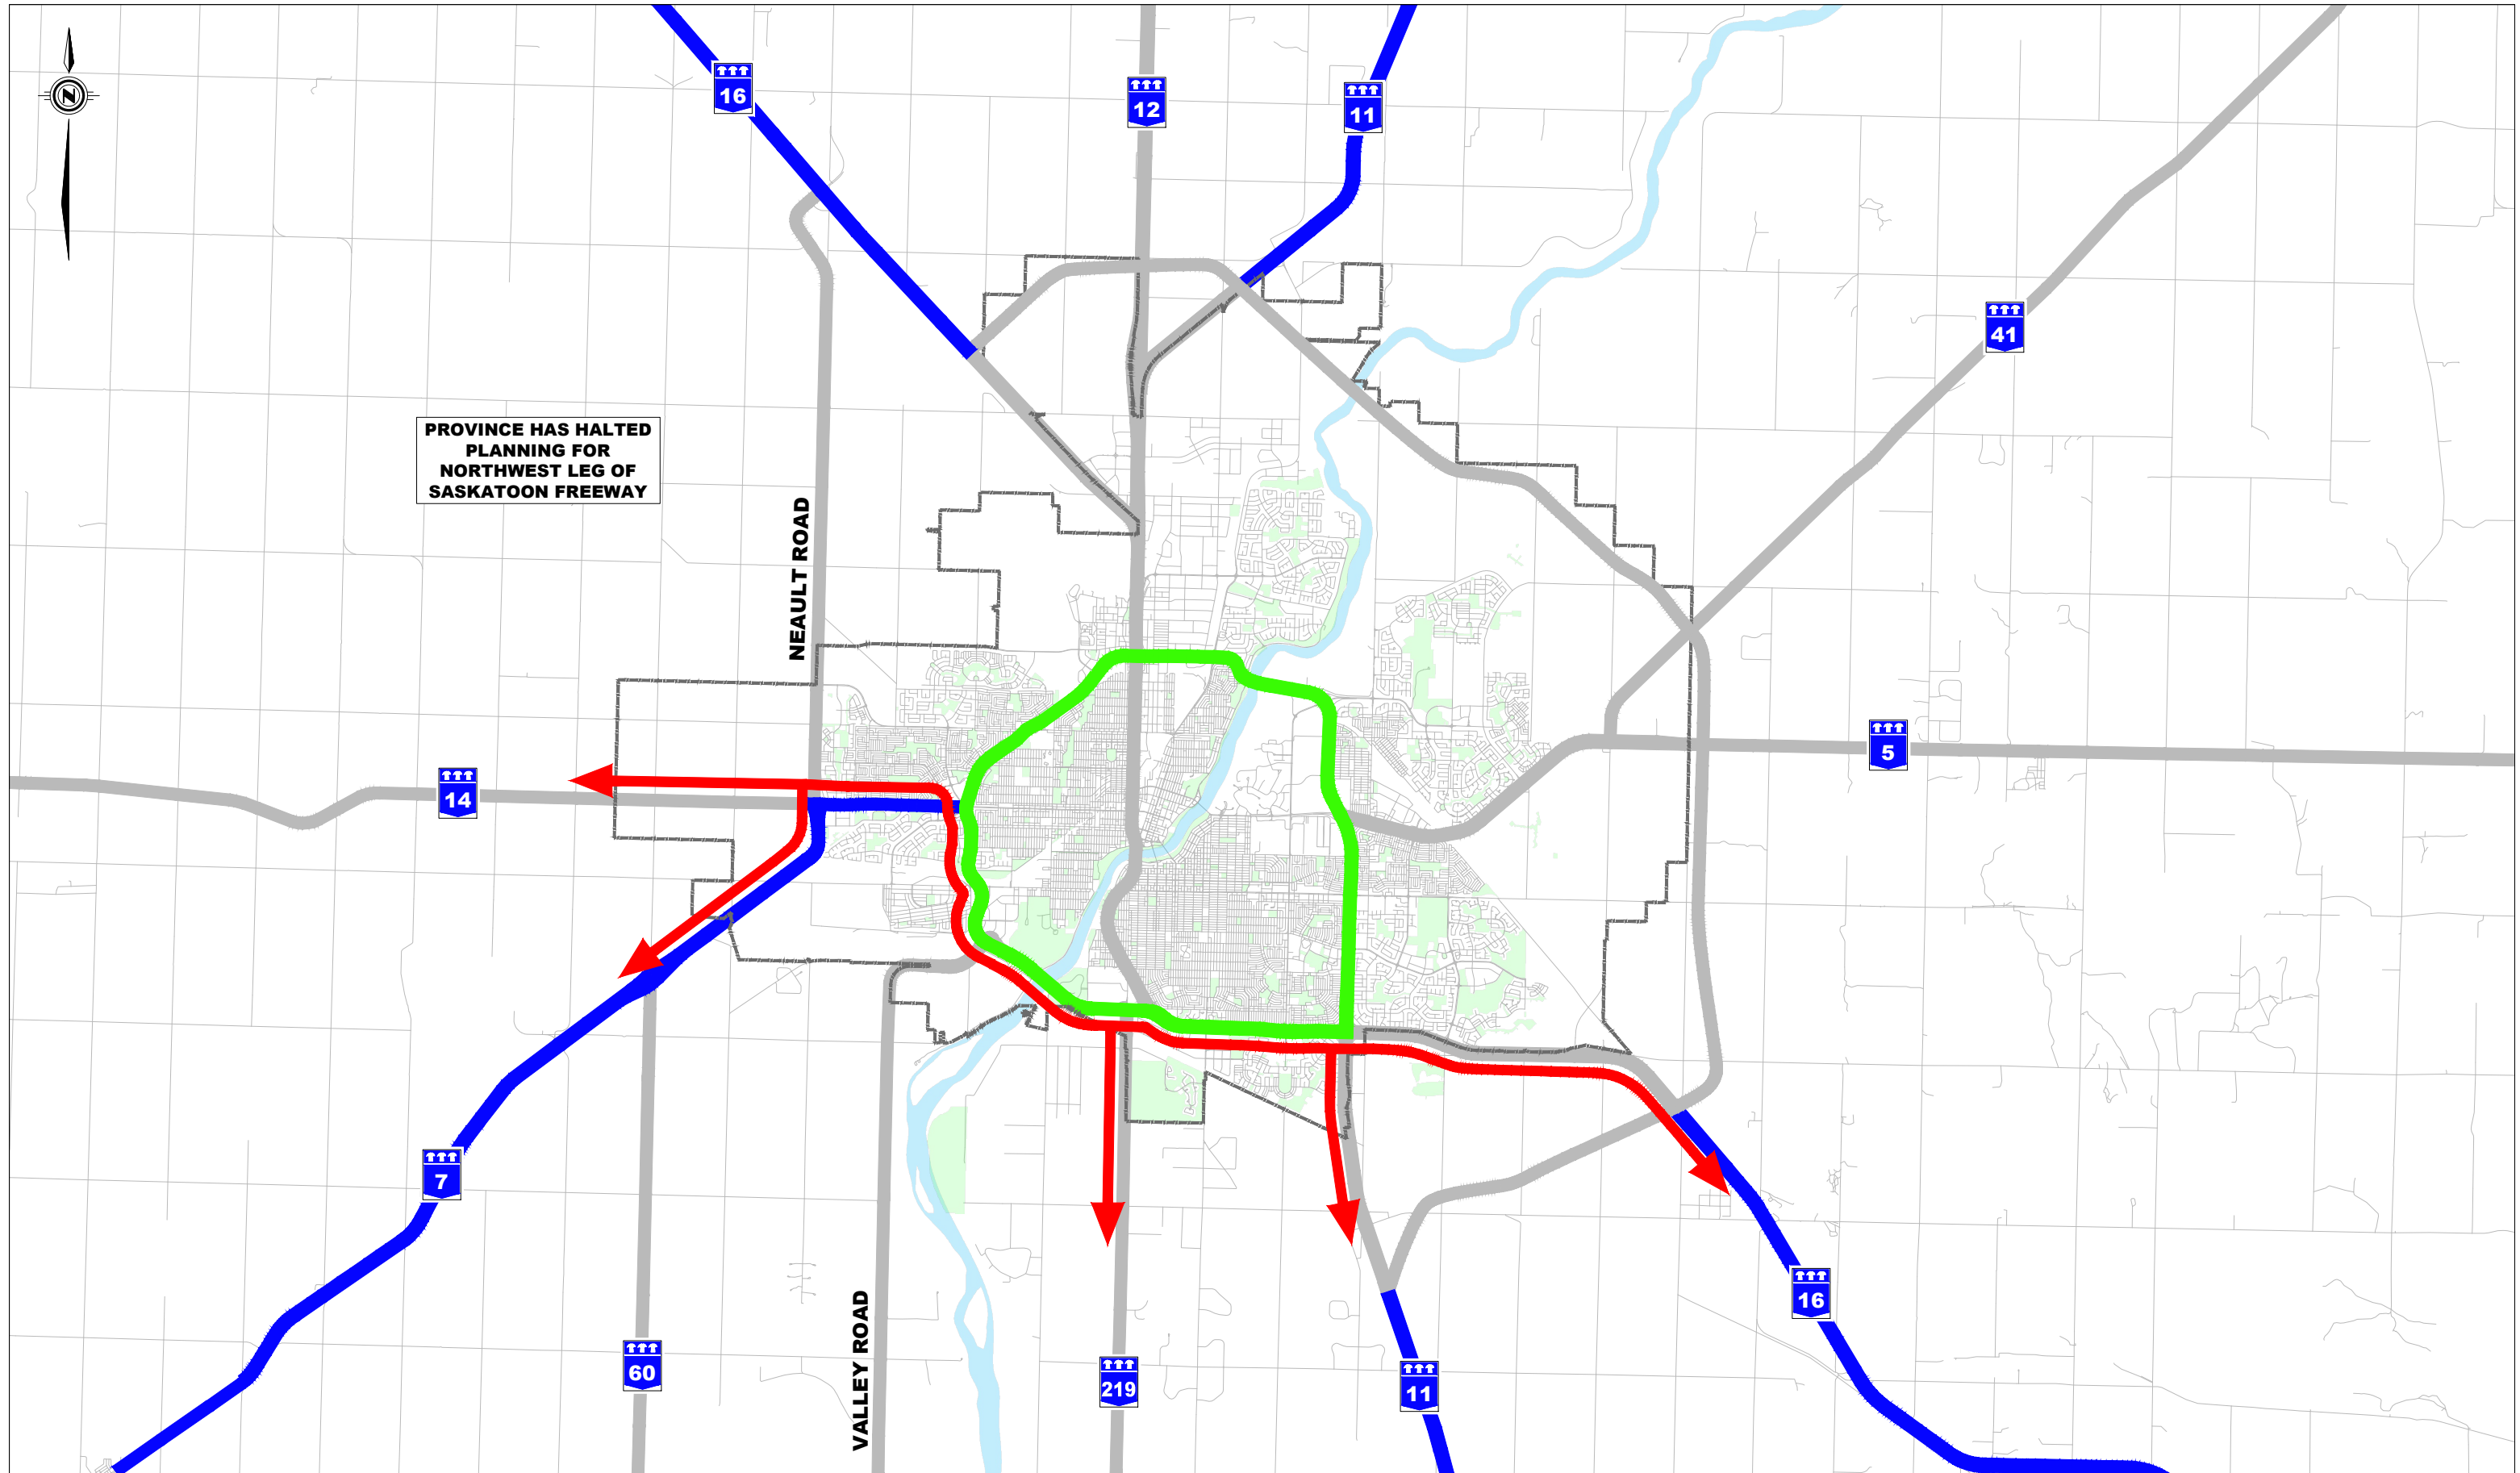 N
16
12
11
41
PROVINCE HAS HALTED
PLANNING FOR
NORTHWEST LEG OF
SASKATOON FREEWAY
NEAULT ROAD
5
14
7
16
60
219
11
VALLEY ROAD